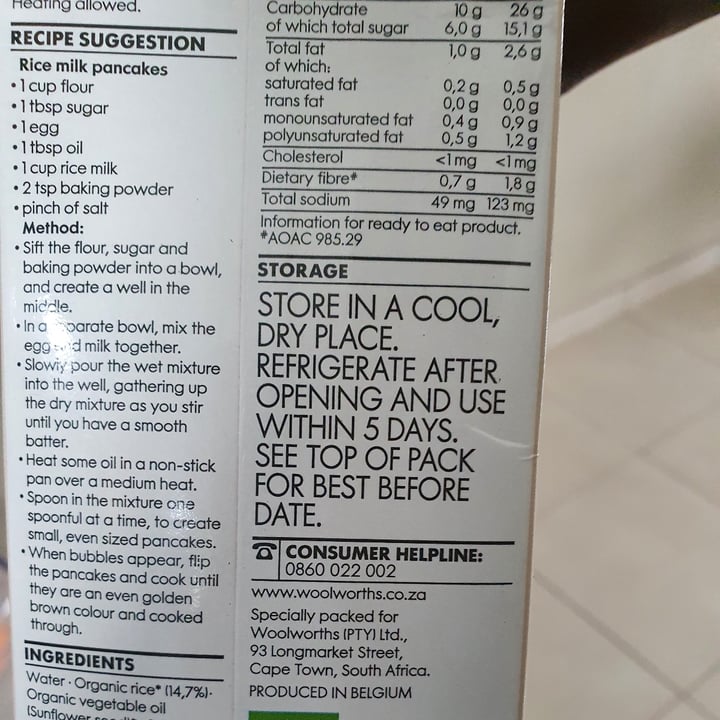 Heating allowed.
RECIPE SUGGESTION
Rice milk pancakes
• 1 cup flour
• 1 tbsp sugar
• 1 egg
• 1 tbsp oil
• 1 cup rice milk
• 2 tsp baking powder
• pinch of salt
Method:
• Sift the flour, sugar and
baking powder into a bowl,
and create a well in the
middle.
• In a separate bowl, mix the
egg and milk together.
• Slowly pour the wet mixture
into the well, gathering up
the dry mixture as you stir
until you have a smooth
batter.
• Heat some oil in a non-stick
pan over a medium heat.
• Spoon in the mixture one
spoonful at a time, to create
small, even sized pancakes.
• When bubbles appear, flip
the pancakes and cook until
they are an even golden
brown colour and cooked
through.
INGREDIENTS
Water · Organic rice* (14,7%) ·
Organic vegetable oil
(Sunflower
Carbohydrate 10 g 26 g
of which total sugar 6,0 g 15,1 g
Total fat 1,0 g 2,6 g
of which:
saturated fat 0,2 g 0,5 g
trans fat 0,0 g 0,0 g
monounsaturated fat 0,4 g 0,9 g
polyunsaturated fat 0,5 g 1,2 g
Cholesterol <1 mg <1 mg
Dietary fibre# 0,7 g 1,8 g
Total sodium 49 mg 123 mg
Information for ready to eat product.
#AOAC 985.29
STORAGE
STORE IN A COOL,
DRY PLACE.
REFRIGERATE AFTER
OPENING AND USE
WITHIN 5 DAYS.
SEE TOP OF PACK
FOR BEST BEFORE
DATE.
CONSUMER HELPLINE:
0860 022 002
www.woolworths.co.za
Specially packed for
Woolworths (PTY) Ltd.,
93 Longmarket Street,
Cape Town, South Africa.
PRODUCED IN BELGIUM